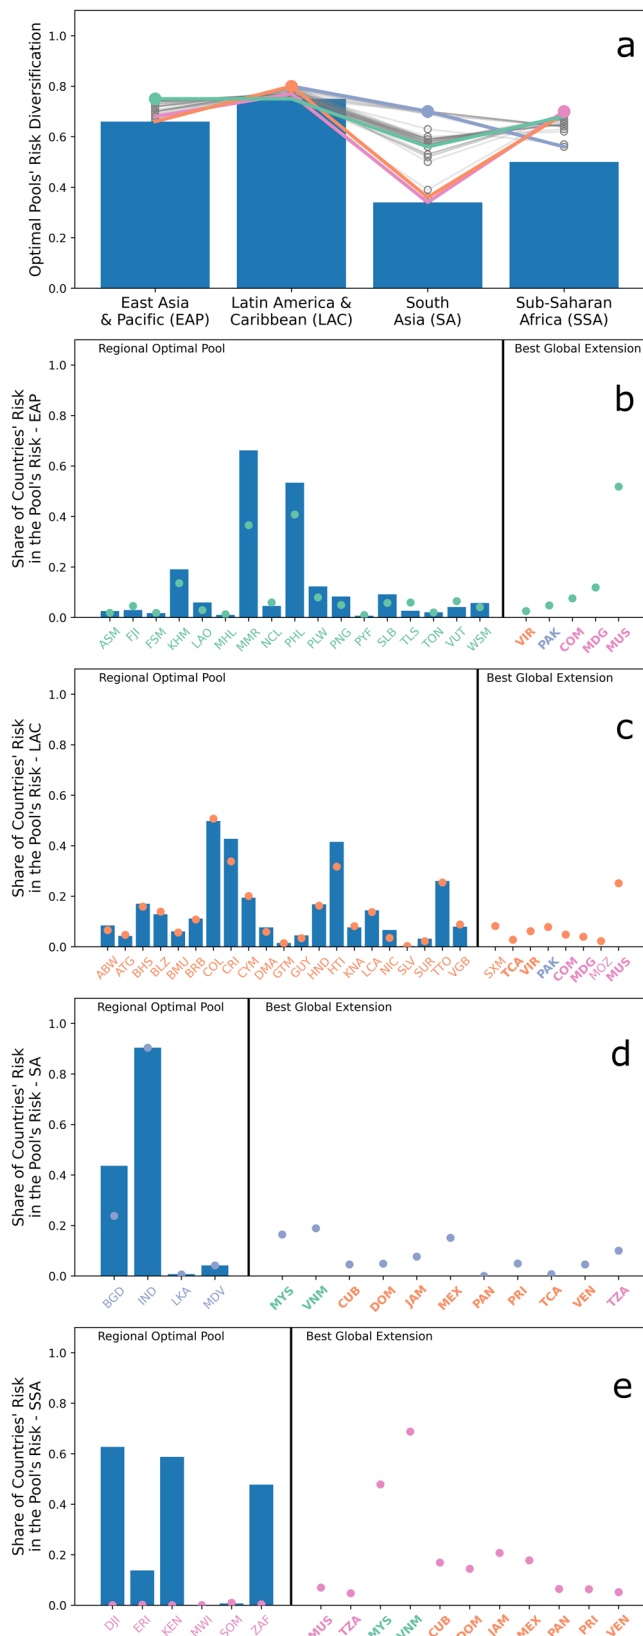 a
Optimal Pools' Risk Diversification
1.0
0.8
0.6
0.4
0.2
0.0
East Asia
& Pacific (EAP)
Latin America &
Caribbean (LAC)
South
Asia (SA)
Sub-Saharan
Africa (SSA)
Regional Optimal Pool
Best Global Extension
b
Share of Countries' Risk
in the Pool's Risk - EAP
1.0
0.8
0.6
0.4
0.2
0.0
ASM
FJI
FSM
KHM
LAO
MHL
MMR
NCL
PHL
PLW
PNG
PYF
SLB
TLS
TON
VUT
WSM
VIR
PAK
COM
MDG
MUS
Regional Optimal Pool
Best Global Extension
c
Share of Countries' Risk
in the Pool's Risk - LAC
1.0
0.8
0.6
0.4
0.2
0.0
ABW
ATG
BHS
BLZ
BMU
BRB
COL
CRI
CYM
DMA
GTM
GUY
HND
HTI
KNA
LCA
NIC
SLV
SUR
TTO
VGB
SXM
TCA
VIR
PAK
COM
MDG
MOZ
MUS
Regional Optimal Pool
Best Global Extension
d
Share of Countries' Risk
in the Pool's Risk - SA
1.0
0.8
0.6
0.4
0.2
0.0
BGD
IND
LKA
MDV
MYS
VNM
CUB
DOM
JAM
MEX
PAN
PRI
TCA
VEN
TZA
Regional Optimal Pool
Best Global Extension
e
Share of Countries' Risk
in the Pool's Risk - SSA
1.0
0.8
0.6
0.4
0.2
0.0
DJI
ERI
KEN
MWI
SOM
ZAF
MUS
TZA
MYS
VNM
CUB
DOM
JAM
MEX
PAN
PRI
VEN